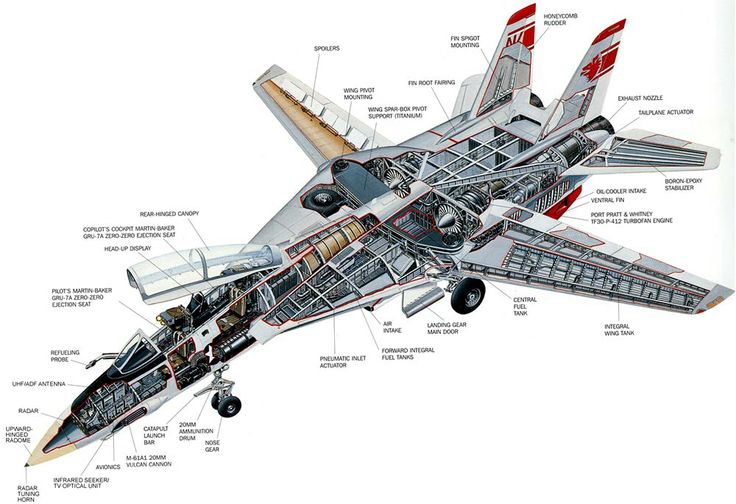 HONEYCOMB
RUDDER
FIN SPIGOT
MOUNTING
SPOILERS
FIN ROOT FAIRING
WING PIVOT
MOUNTING
EXHAUST NOZZLE
WING SPAR-BOX PIVOT
SUPPORT (TITANIUM)
TAILPLANE ACTUATOR
BORON-EPOXY
STABILIZER
OIL-COOLER INTAKE
VENTRAL FIN
PORT PRATT & WHITNEY
TF30-P-412 TURBOFAN ENGINE
REAR-HINGED CANOPY
COPILOT'S COCKPIT MARTIN-BAKER
GRU-7A ZERO-ZERO EJECTION SEAT
HEAD-UP DISPLAY
PILOT'S MARTIN-BAKER
GRU-7A ZERO-ZERO
EJECTION SEAT
CENTRAL
FUEL
TANK
INTEGRAL
WING TANK
LANDING GEAR
MAIN DOOR
AIR
INTAKE
FORWARD INTEGRAL
FUEL TANKS
PNEUMATIC INLET
ACTUATOR
REFUELING
PROBE
UHF/ADF ANTENNA
RADAR
UPWARD-
HINGED
RADOME
RADAR
TUNING
HORN
INFRARED SEEKER/
TV OPTICAL UNIT
AVIONICS
M-61A1 20MM
VULCAN CANNON
CATAPULT
LAUNCH
BAR
20MM
AMMUNITION
DRUM
NOSE
GEAR